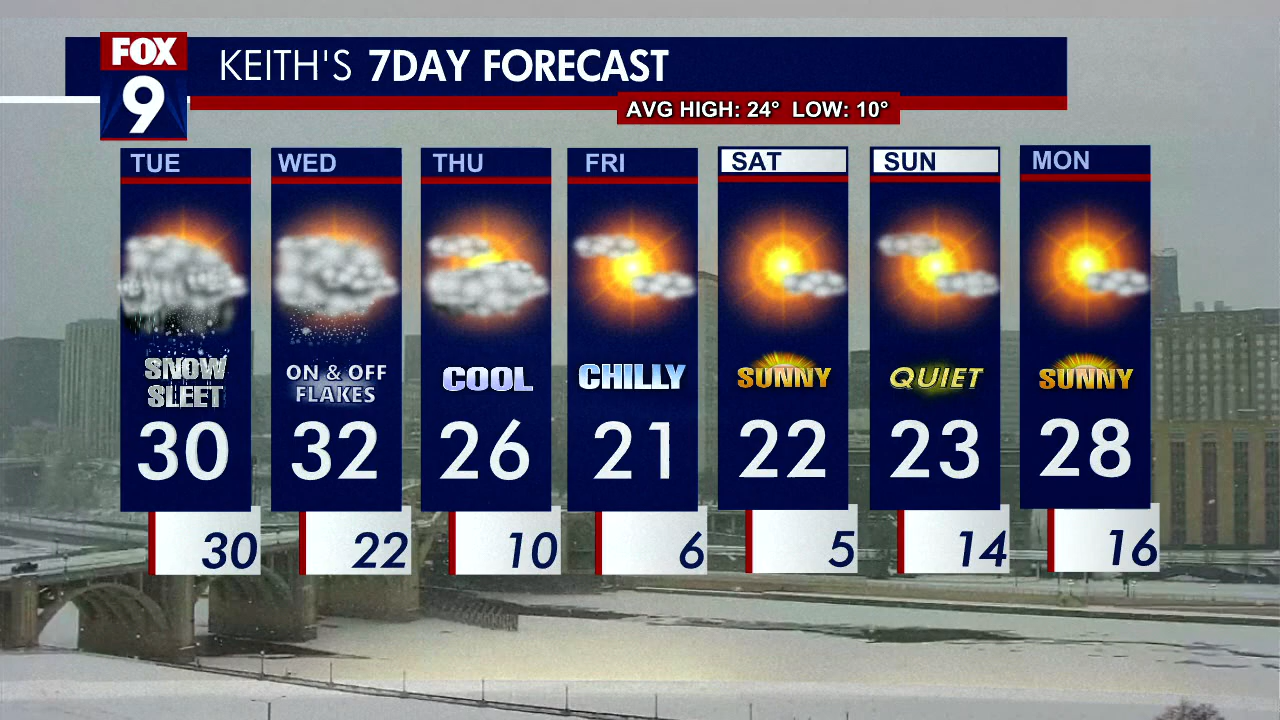 FOX
9
KEITH'S 7DAY FORECAST
AVG HIGH: 24° LOW: 10°
TUE
SNOW
SLEET
30
30
WED
ON & OFF
FLAKES
32
22
THU
COOL
26
10
FRI
CHILLY
21
6
SAT
SUNNY
22
5
SUN
QUIET
23
14
MON
SUNNY
28
16